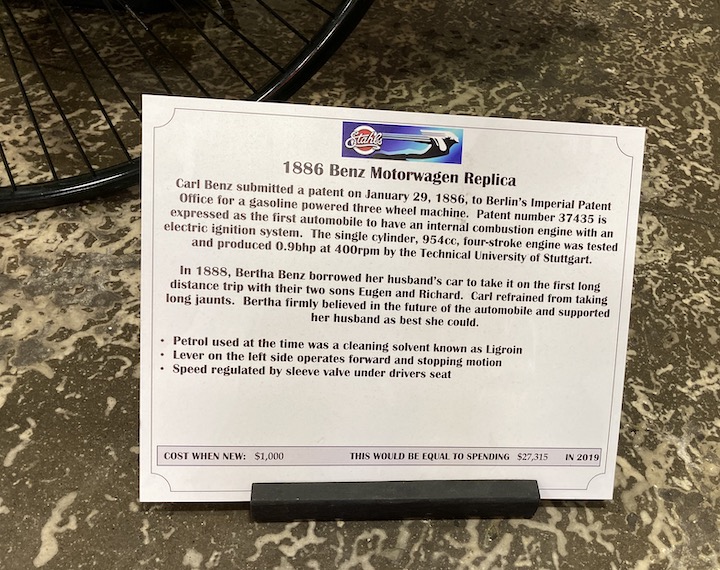 Stahls
1886 Benz Motorwagen Replica
Carl Benz submitted a patent on January 29, 1886, to Berlin's Imperial Patent
Office for a gasoline powered three wheel machine. Patent number 37435 is
expressed as the first automobile to have an internal combustion engine with an
electric ignition system. The single cylinder, 954cc, four-stroke engine was tested
and produced 0.9bhp at 400rpm by the Technical University of Stuttgart.
In 1888, Bertha Benz borrowed her husband's car to take it on the first long
distance trip with their two sons Eugen and Richard. Carl refrained from taking
long jaunts. Bertha firmly believed in the future of the automobile and supported
her husband as best she could.
• Petrol used at the time was a cleaning solvent known as Ligroin
• Lever on the left side operates forward and stopping motion
• Speed regulated by sleeve valve under drivers seat
COST WHEN NEW: $1,000 THIS WOULD BE EQUAL TO SPENDING $27,315 IN 2019